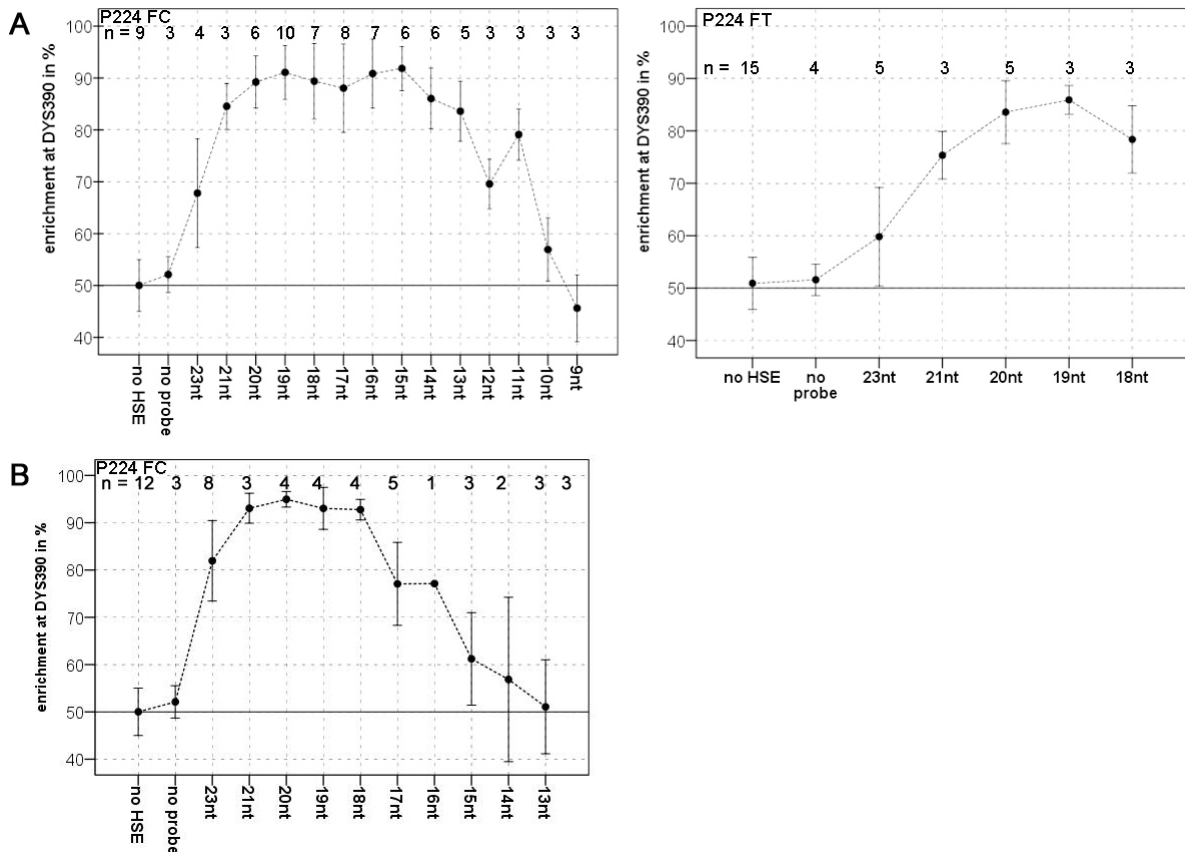 A
P224 FC
n = 9 3 4 3 6 10 7 8 7 6 6 5 3 3 3 3
enrichment at DYS390 in %
100
90
80
70
60
50
40
no HSE
no probe
23nt
21nt
20nt
19nt
18nt
17nt
16nt
15nt
14nt
13nt
12nt
11nt
10nt
9nt
P224 FT
n = 15 4 5 3 5 3 3
enrichment at DYS390 in %
100
90
80
70
60
50
40
no HSE
no
probe
23nt
21nt
20nt
19nt
18nt
B
P224 FC
n = 12 3 8 3 4 4 4 5 1 3 2 3 3
enrichment at DYS390 in %
100
90
80
70
60
50
40
no HSE
no probe
23nt
21nt
20nt
19nt
18nt
17nt
16nt
15nt
14nt
13nt